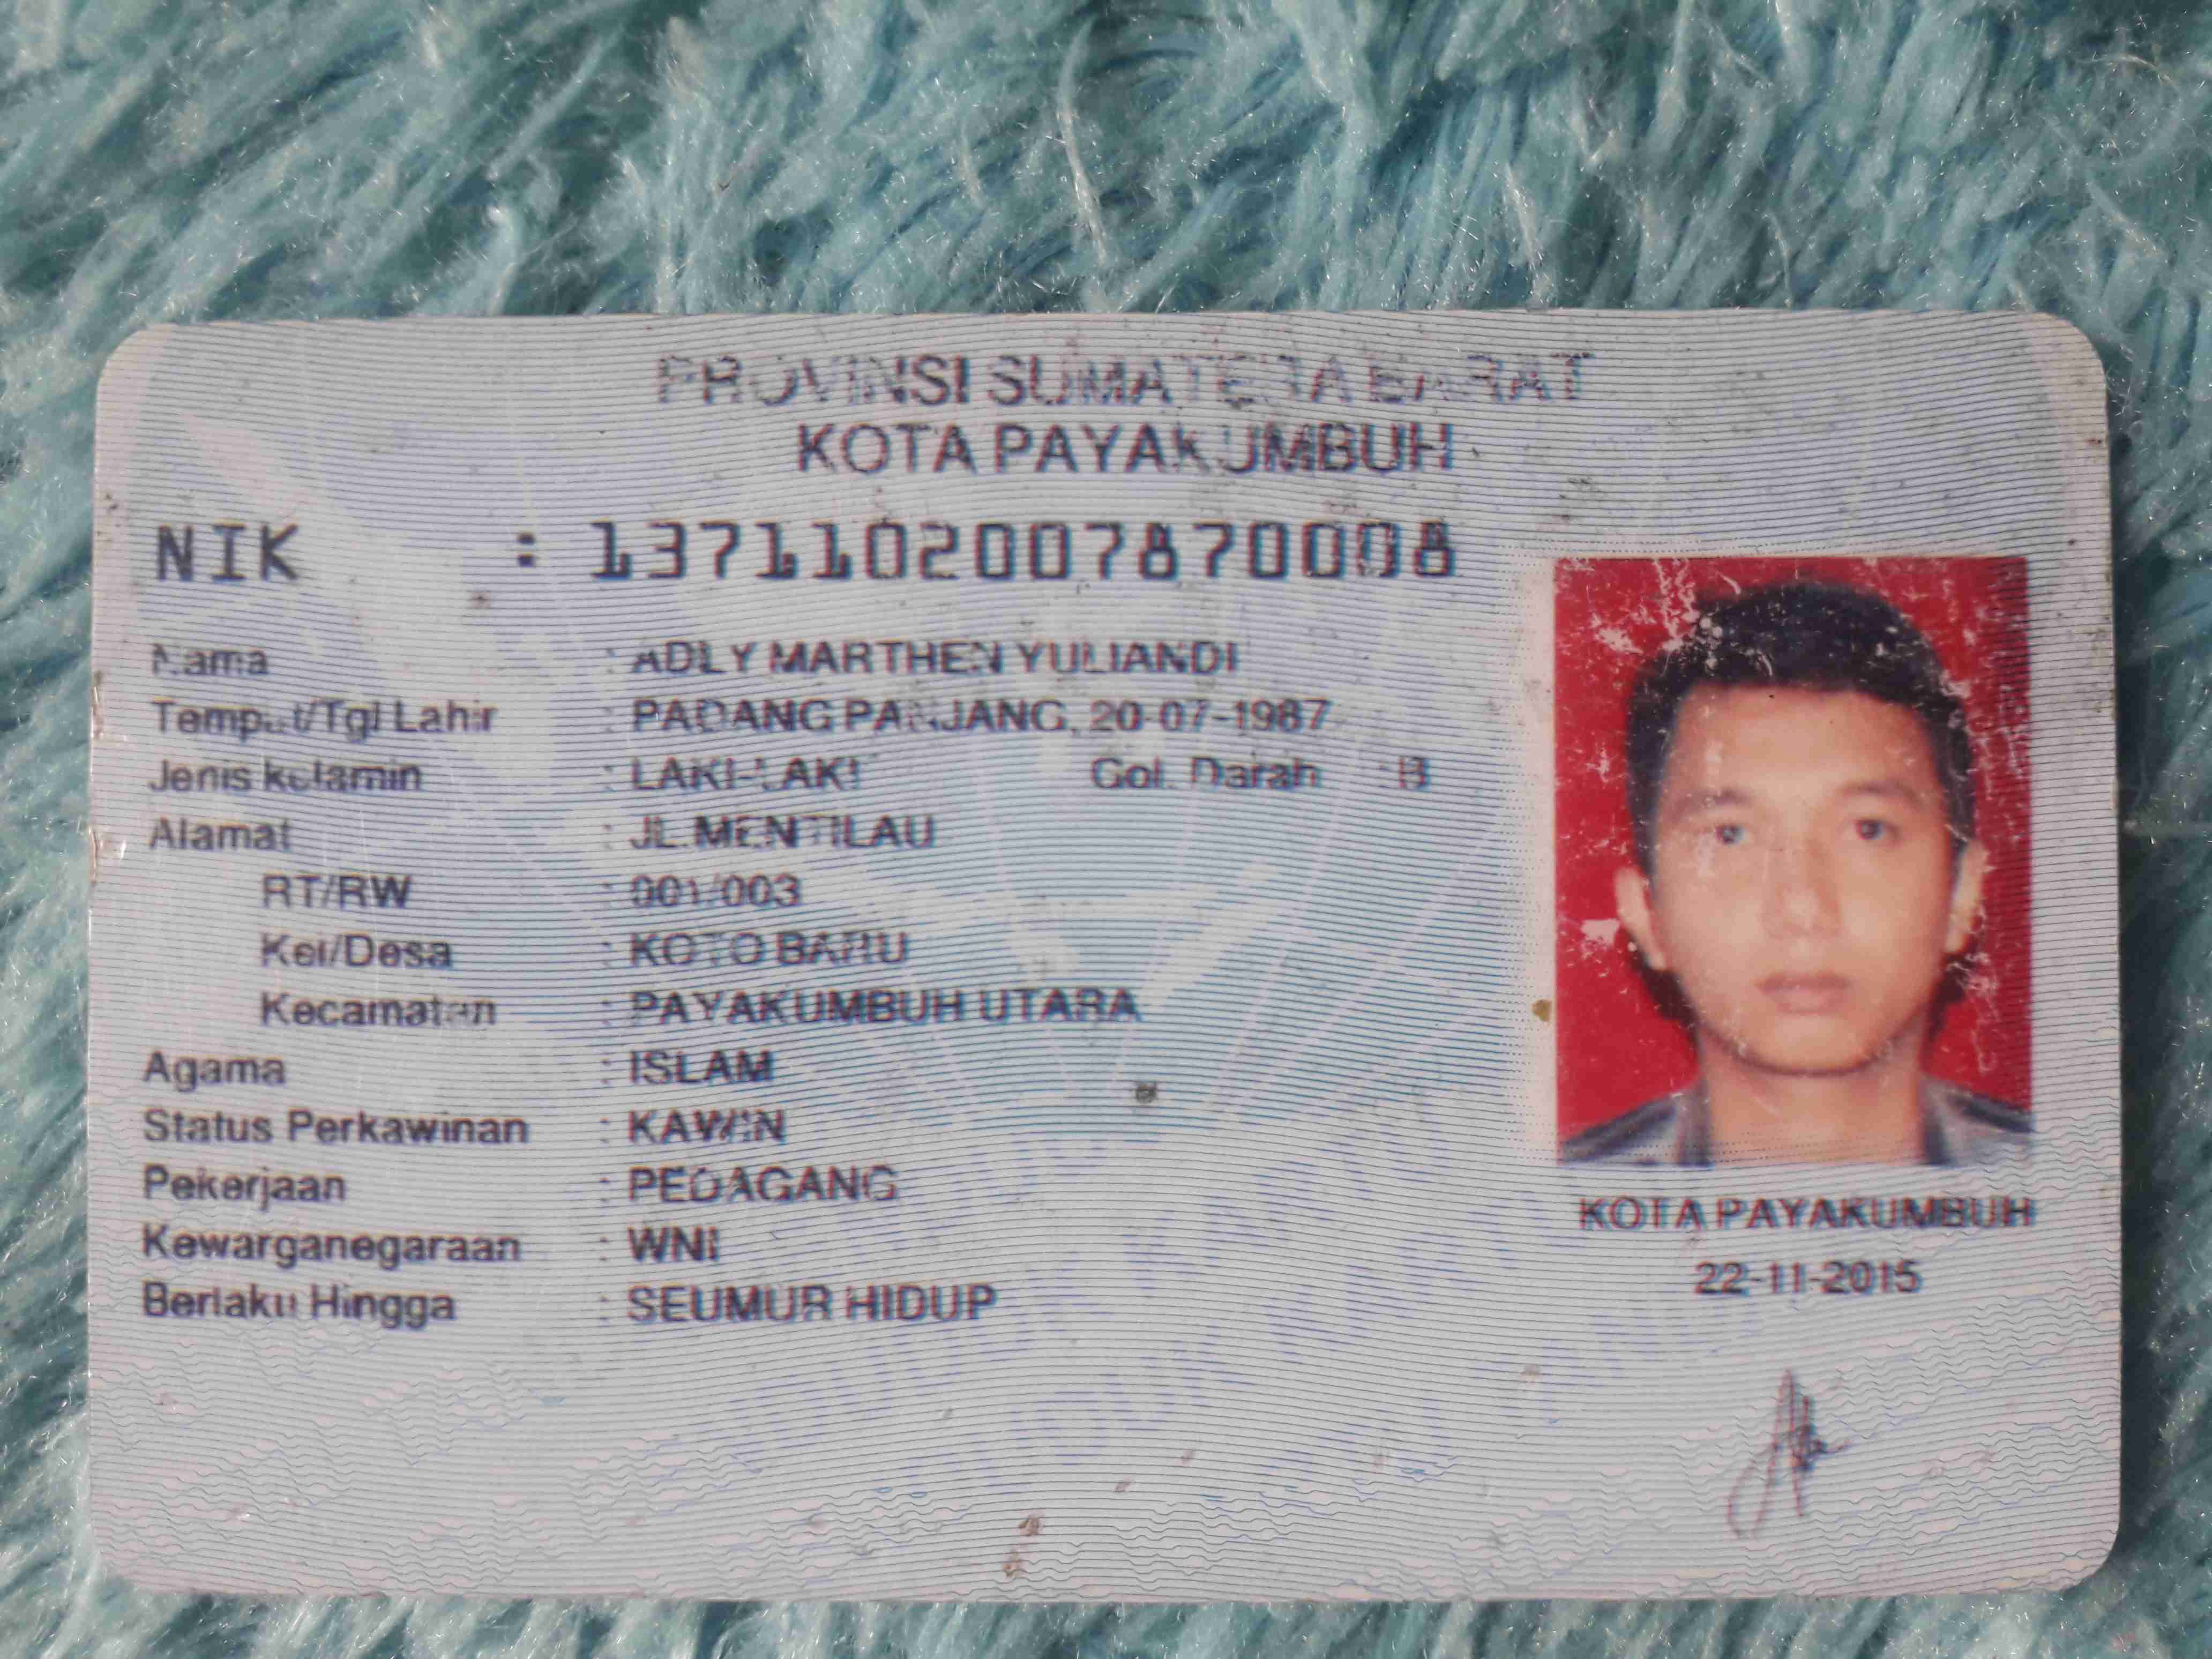 PROVINSI SUMATERA BARAT
KOTA PAYAKUMBUH
NIK : 1371102007870008
Nama : ADLY MARTHEN YULIANDI
Tempat/Tgl Lahir : PADANG PANJANG, 20-07-1987
Jenis kelamin : LAKI-LAKI Gol. Darah : B
Alamat : JL.MENTILAU
RT/RW : 001/003
Kel/Desa : KOTO BARU
Kecamatan : PAYAKUMBUH UTARA
Agama : ISLAM
Status Perkawinan : KAWIN
Pekerjaan : PEDAGANG
Kewarganegaraan : WNI
Berlaku Hingga : SEUMUR HIDUP
KOTA PAYAKUMBUH
22-11-2015